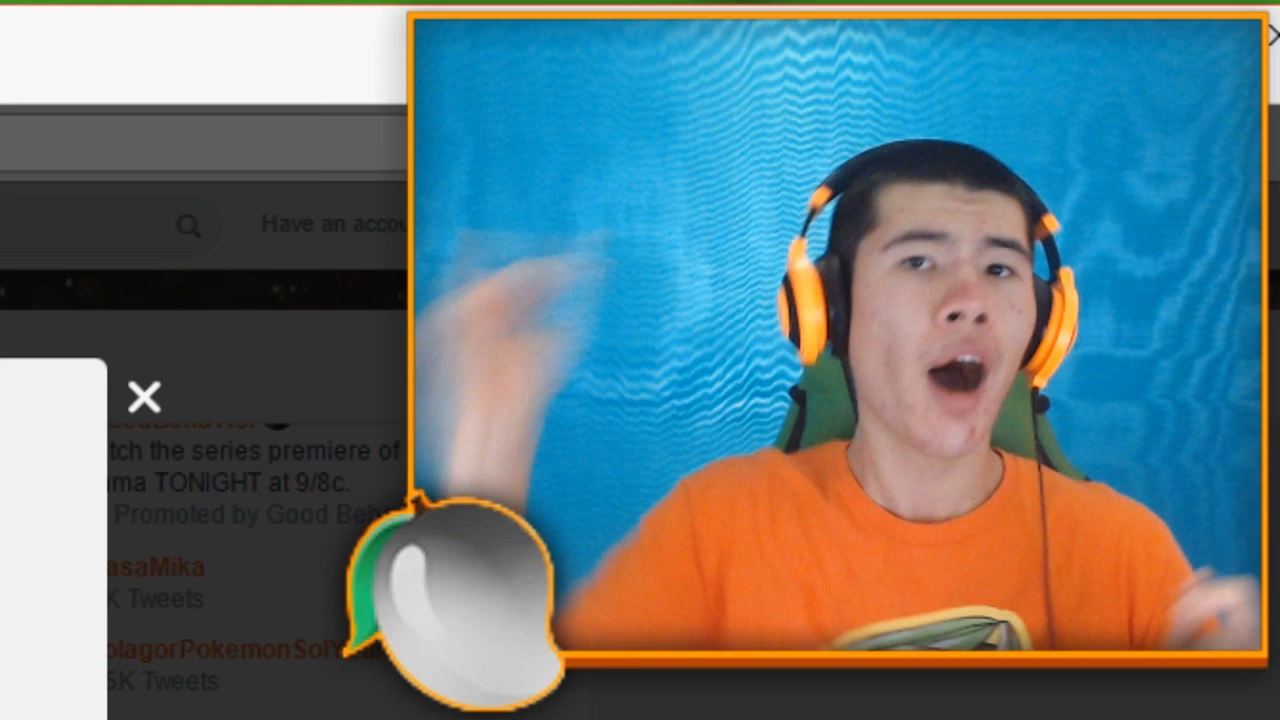 Have an accou
tch the series premiere of
ma TONIGHT at 9/8c.
Promoted by Good Beh
asaMika
K Tweets
olagorPokemonSolY
5K Tweets